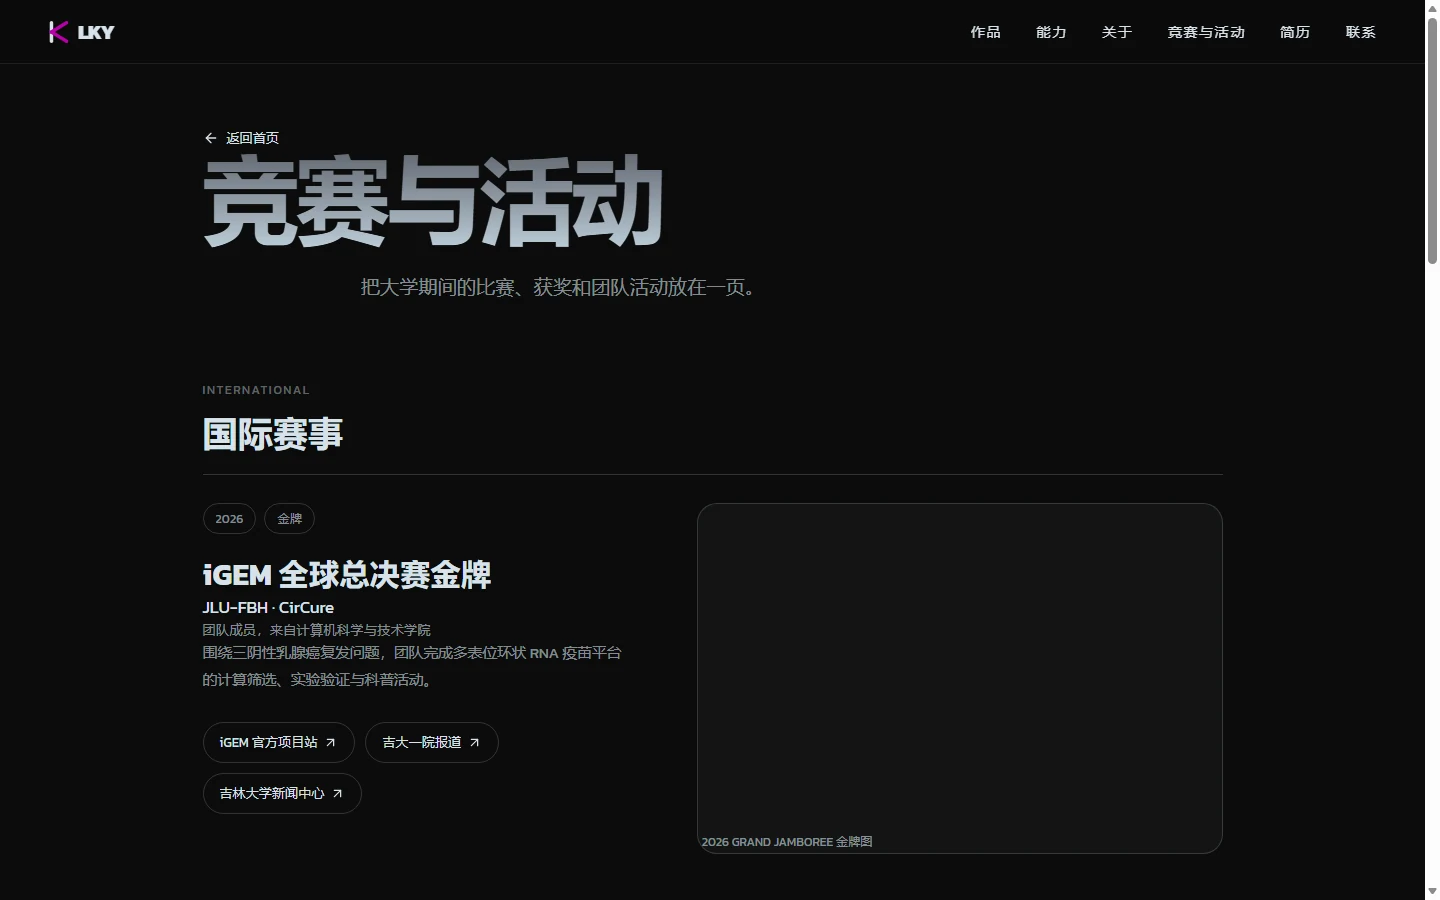 LKY
作品
能力
关于
竞赛与活动
简历
联系
返回首页
竞赛与活动
把大学期间的比赛、获奖和团队活动放在一页。
INTERNATIONAL
国际赛事
2026
金牌
iGEM 全球总决赛金牌
JLU-FBH · CirCure
团队成员，来自计算机科学与技术学院
围绕三阴性乳腺癌复发问题，团队完成多表位环状 RNA 疫苗平台
的计算筛选、实验验证与科普活动。
iGEM 官方项目站
吉大一院报道
吉林大学新闻中心
2026 GRAND JAMBOREE 金牌图